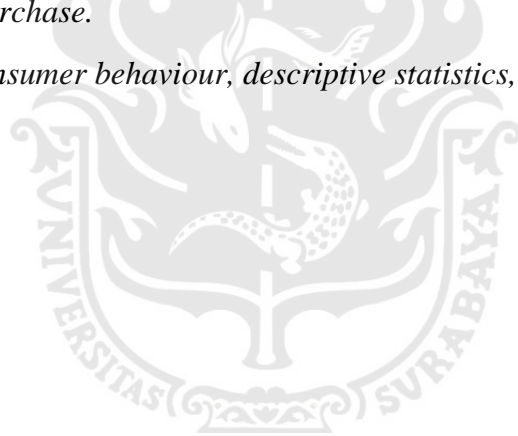 rchase.
nsumer behaviour, descriptive statistics,
UNIVERSITAS SURABAYA